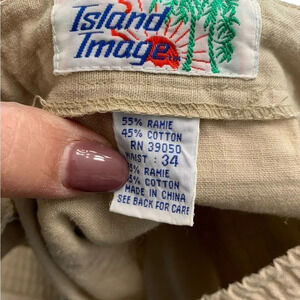 Island
Image
55% RAMIE
45% COTTON
RN 39050
WAIST : 34
% RAMIE
% COTTON
MADE IN CHINA
SEE BACK FOR CARE